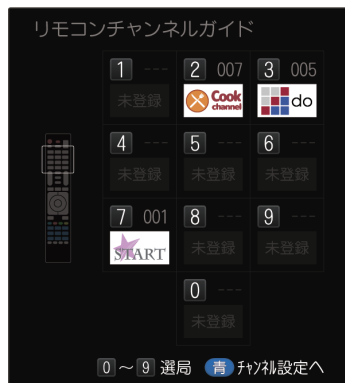 リモコンチャンネルガイド
1 --- 2 007 3 005
未登録 Cook channel do
4 --- 5 --- 6 ---
未登録 未登録 未登録
7 001 8 --- 9 ---
START 未登録 未登録
0 ---
未登録
0～9 選局 青 ﾁｬﾝﾈﾙ設定へ